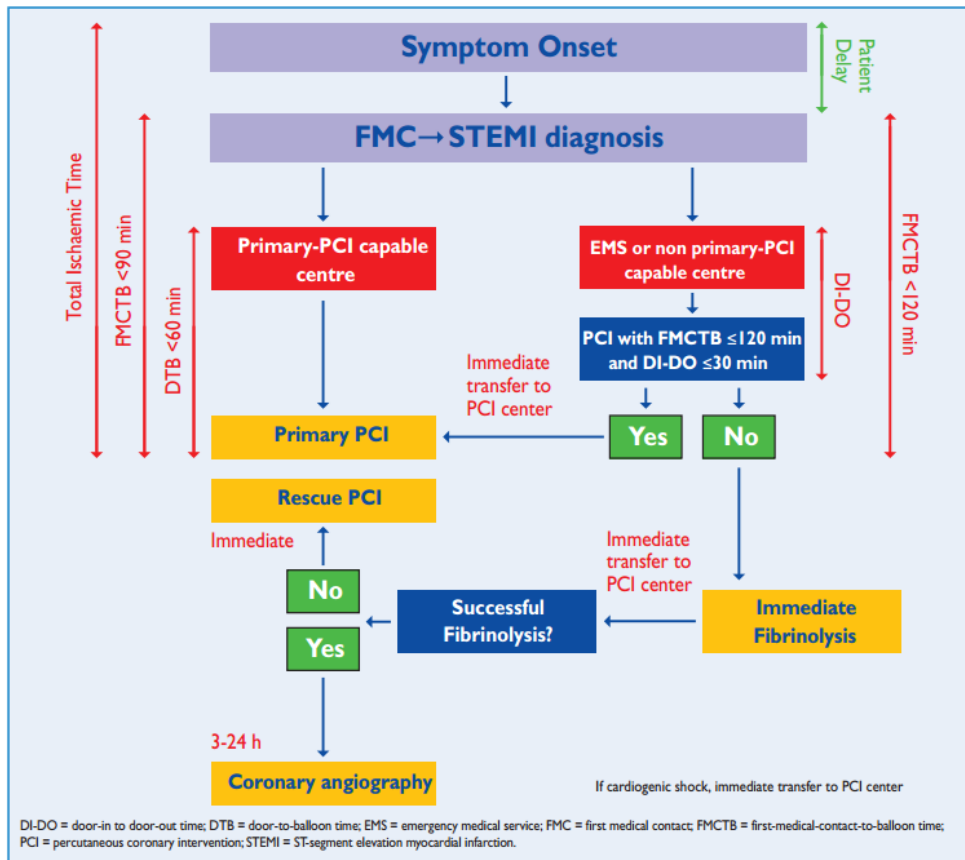 Symptom Onset
Patient
Delay
FMC→STEMI diagnosis
Total Ischaemic Time
FMCTB <90 min
DTB <60 min
Primary-PCI capable
centre
EMS or non primary-PCI
capable centre
DI-DO
FMCTB <120 min
PCI with FMCTB ≤120 min
and DI-DO ≤30 min
Immediate
transfer to
PCI center
Primary PCI
Yes
No
Rescue PCI
Immediate
Immediate
transfer to
PCI center
No
Yes
Successful
Fibrinolysis?
Immediate
Fibrinolysis
3-24 h
Coronary angiography
If cardiogenic shock, immediate transfer to PCI center
DI-DO = door-in to door-out time; DTB = door-to-balloon time; EMS = emergency medical service; FMC = first medical contact; FMCTB = first-medical-contact-to-balloon time;
PCI = percutaneous coronary intervention; STEMI = ST-segment elevation myocardial infarction.